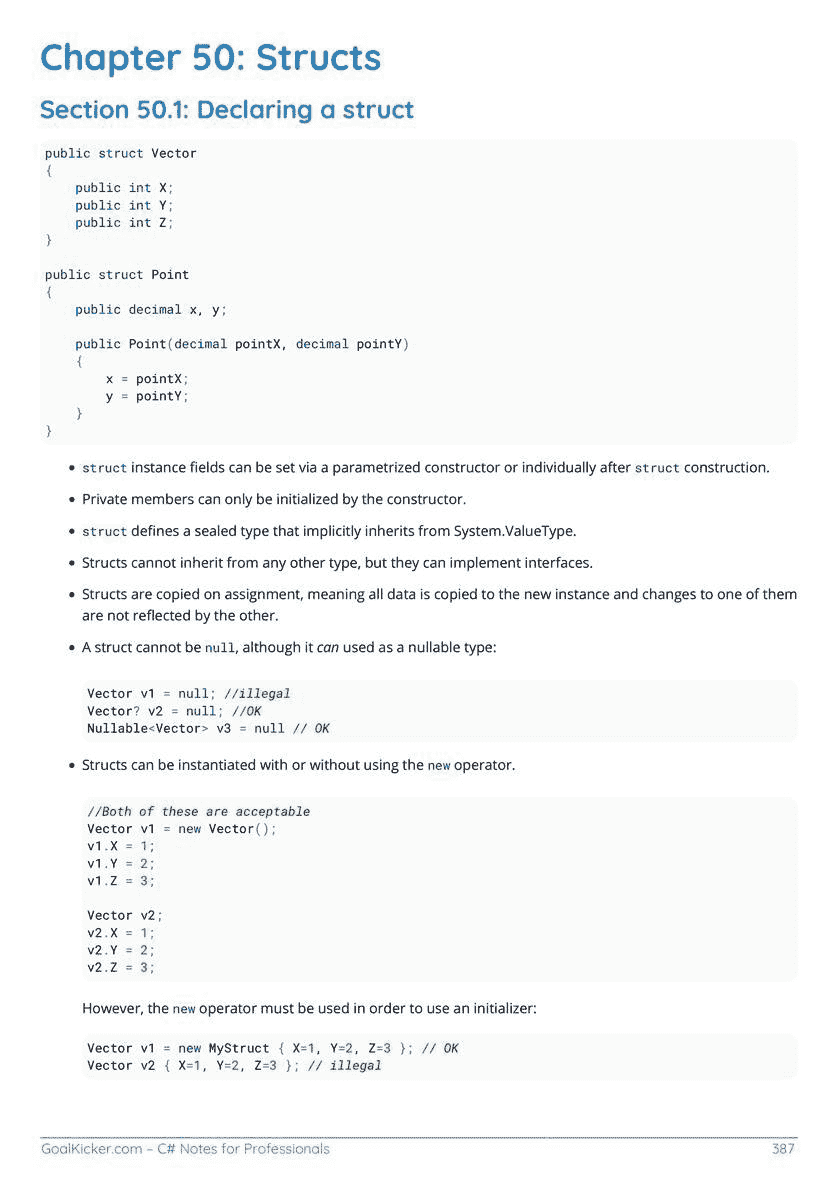 Chapter 50: Structs
Section 50.1: Declaring a struct
public struct Vector
{
    public int X;
    public int Y;
    public int Z;
}
public struct Point
{
    public decimal x, y;
    public Point(decimal pointX, decimal pointY)
    {
        x = pointX;
        y = pointY;
    }
}
• struct instance fields can be set via a parametrized constructor or individually after struct construction.
• Private members can only be initialized by the constructor.
• struct defines a sealed type that implicitly inherits from System.ValueType.
• Structs cannot inherit from any other type, but they can implement interfaces.
• Structs are copied on assignment, meaning all data is copied to the new instance and changes to one of them
are not reflected by the other.
• A struct cannot be null, although it can used as a nullable type:
Vector v1 = null; //illegal
Vector? v2 = null; //OK
Nullable<Vector> v3 = null // OK
• Structs can be instantiated with or without using the new operator.
//Both of these are acceptable
Vector v1 = new Vector();
v1.X = 1;
v1.Y = 2;
v1.Z = 3;
Vector v2;
v2.X = 1;
v2.Y = 2;
v2.Z = 3;
However, the new operator must be used in order to use an initializer:
Vector v1 = new MyStruct { X=1, Y=2, Z=3 }; // OK
Vector v2 { X=1, Y=2, Z=3 }; // illegal
GoalKicker.com – C# Notes for Professionals 387